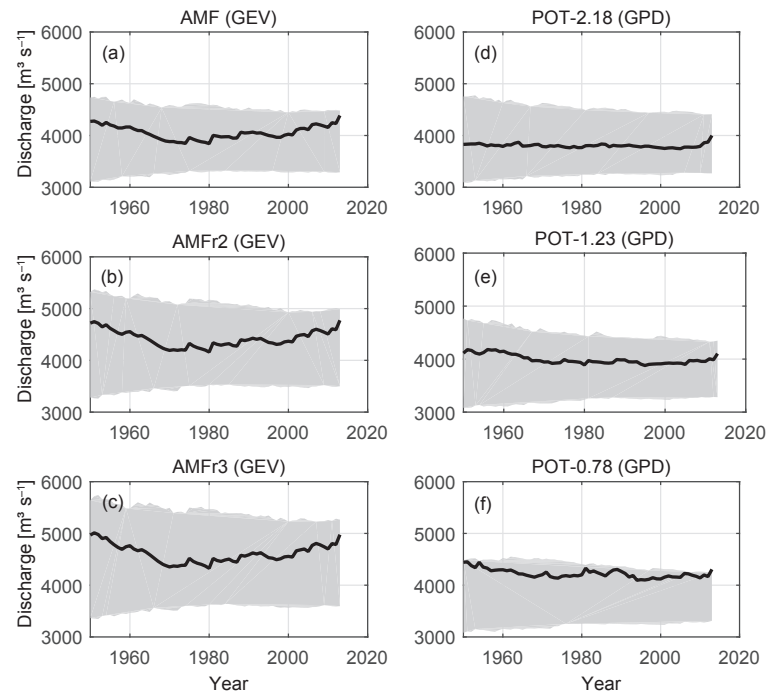 AMF (GEV)
Discharge [m³ s⁻¹]
(a)
6000
5000
4000
3000
1960 1980 2000 2020
POT-2.18 (GPD)
(d)
6000
5000
4000
3000
1960 1980 2000 2020
AMFr2 (GEV)
Discharge [m³ s⁻¹]
(b)
6000
5000
4000
3000
1960 1980 2000 2020
POT-1.23 (GPD)
(e)
6000
5000
4000
3000
1960 1980 2000 2020
AMFr3 (GEV)
Discharge [m³ s⁻¹]
(c)
6000
5000
4000
3000
1960 1980 2000 2020
Year
POT-0.78 (GPD)
(f)
6000
5000
4000
3000
1960 1980 2000 2020
Year